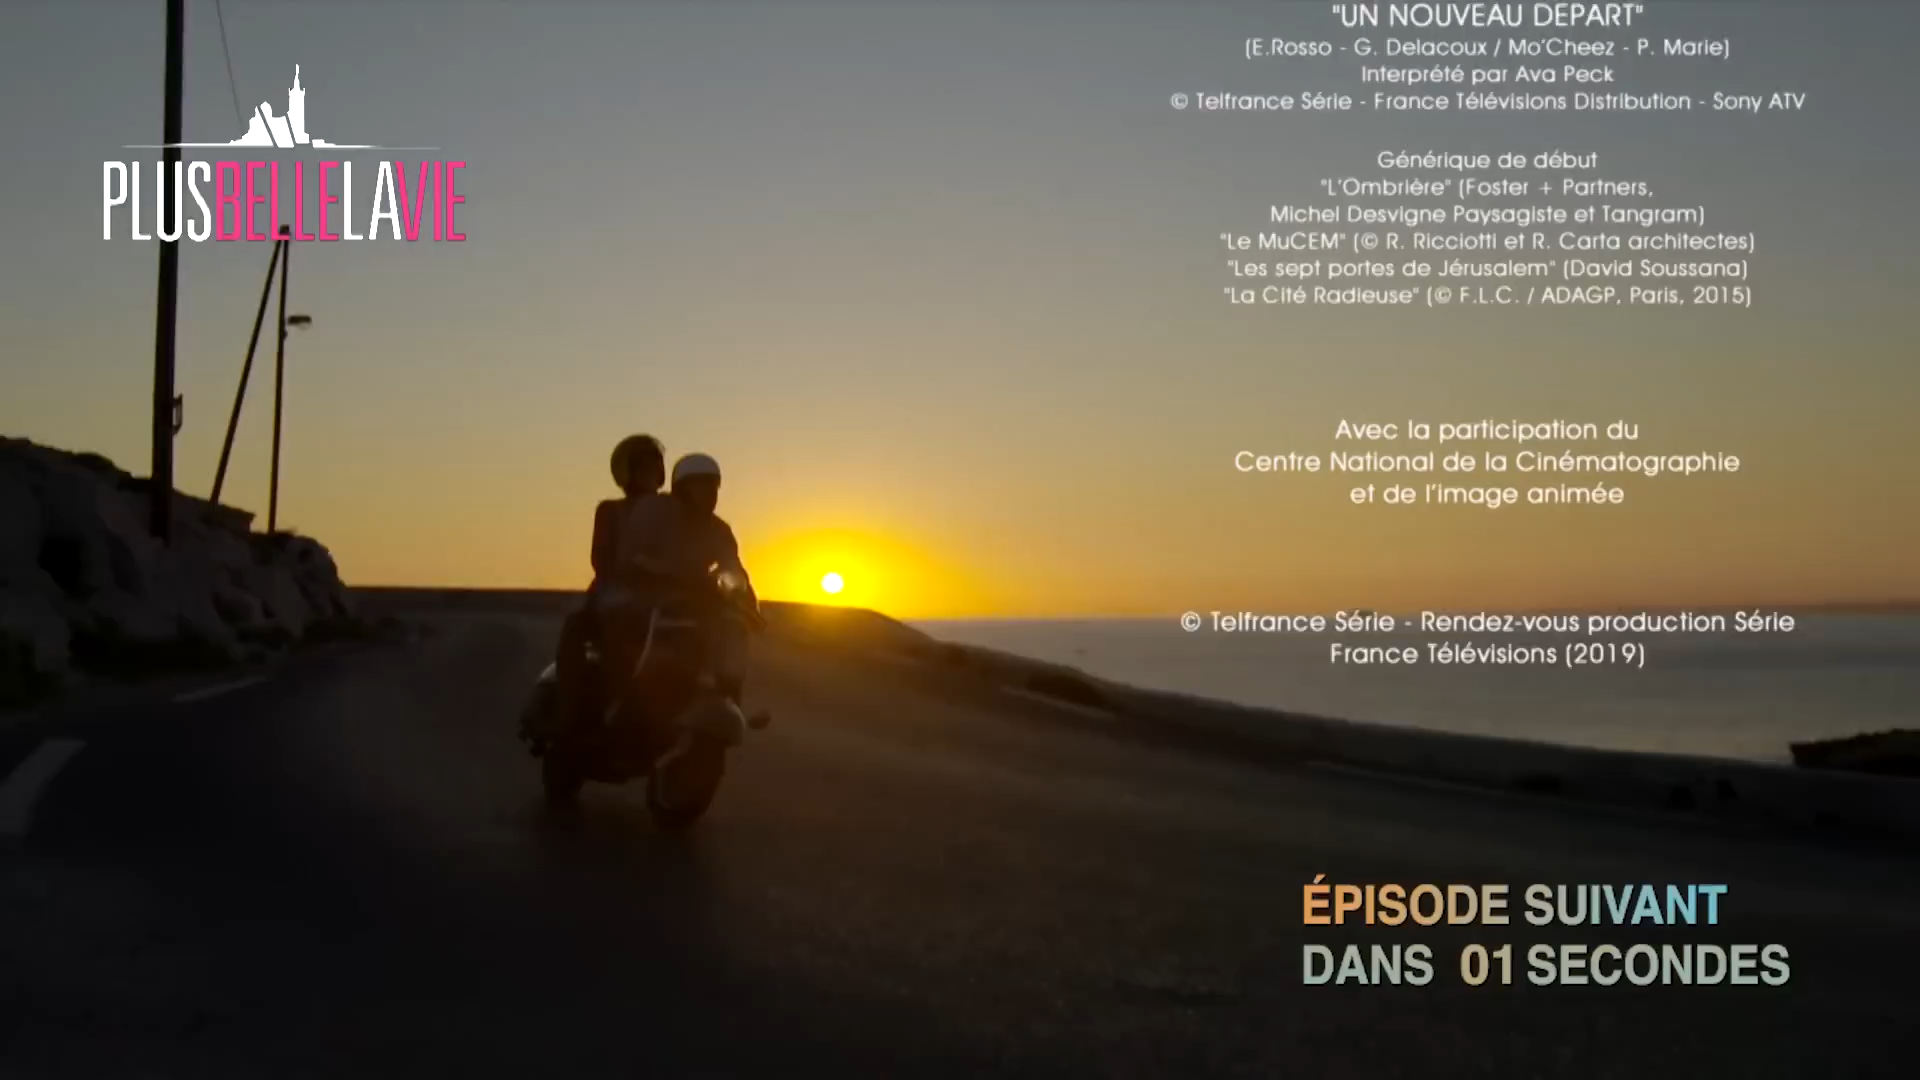 PLUSBELLELAVIE
"UN NOUVEAU DEPART"
(E.Rosso - G. Delacoux / Mo'Cheez - P. Marie)
Interprété par Ava Peck
© Telfrance Série - France Télévisions Distribution - Sony ATV
Générique de début
"L'Ombrière" (Foster + Partners,
Michel Desvigne Paysagiste et Tangram)
"Le MuCEM" (© R. Ricciotti et R. Carta architectes)
"Les sept portes de Jérusalem" (David Soussana)
"La Cité Radieuse" (© F.L.C. / ADAGP, Paris, 2015)
Avec la participation du
Centre National de la Cinématographie
et de l'image animée
© Telfrance Série - Rendez-vous production Série
France Télévisions (2019)
ÉPISODE SUIVANT
DANS 01 SECONDES